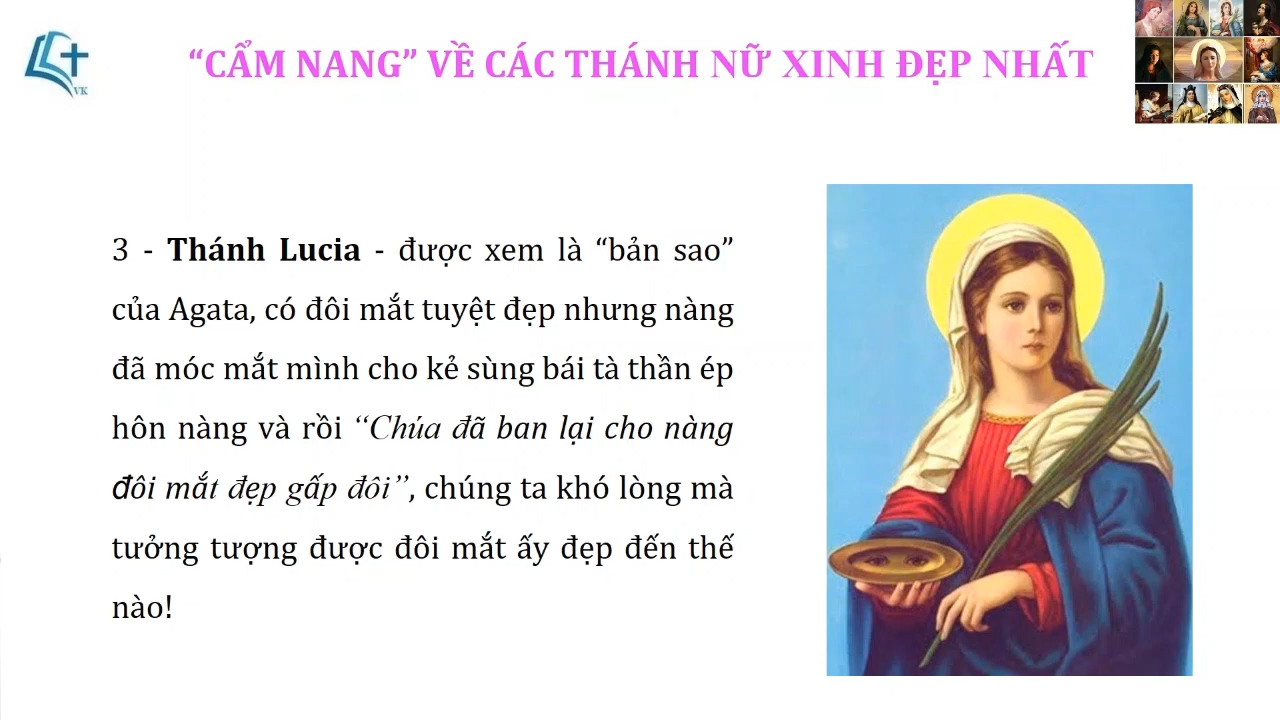 VK
“CẨM NANG” VỀ CÁC THÁNH NỮ XINH ĐẸP NHẤT
3 - Thánh Lucia - được xem là “bản sao”
của Agata, có đôi mắt tuyệt đẹp nhưng nàng
đã móc mắt mình cho kẻ sùng bái tà thần ép
hôn nàng và rồi “Chúa đã ban lại cho nàng
đôi mắt đẹp gấp đôi”, chúng ta khó lòng mà
tưởng tượng được đôi mắt ấy đẹp đến thế
nào!